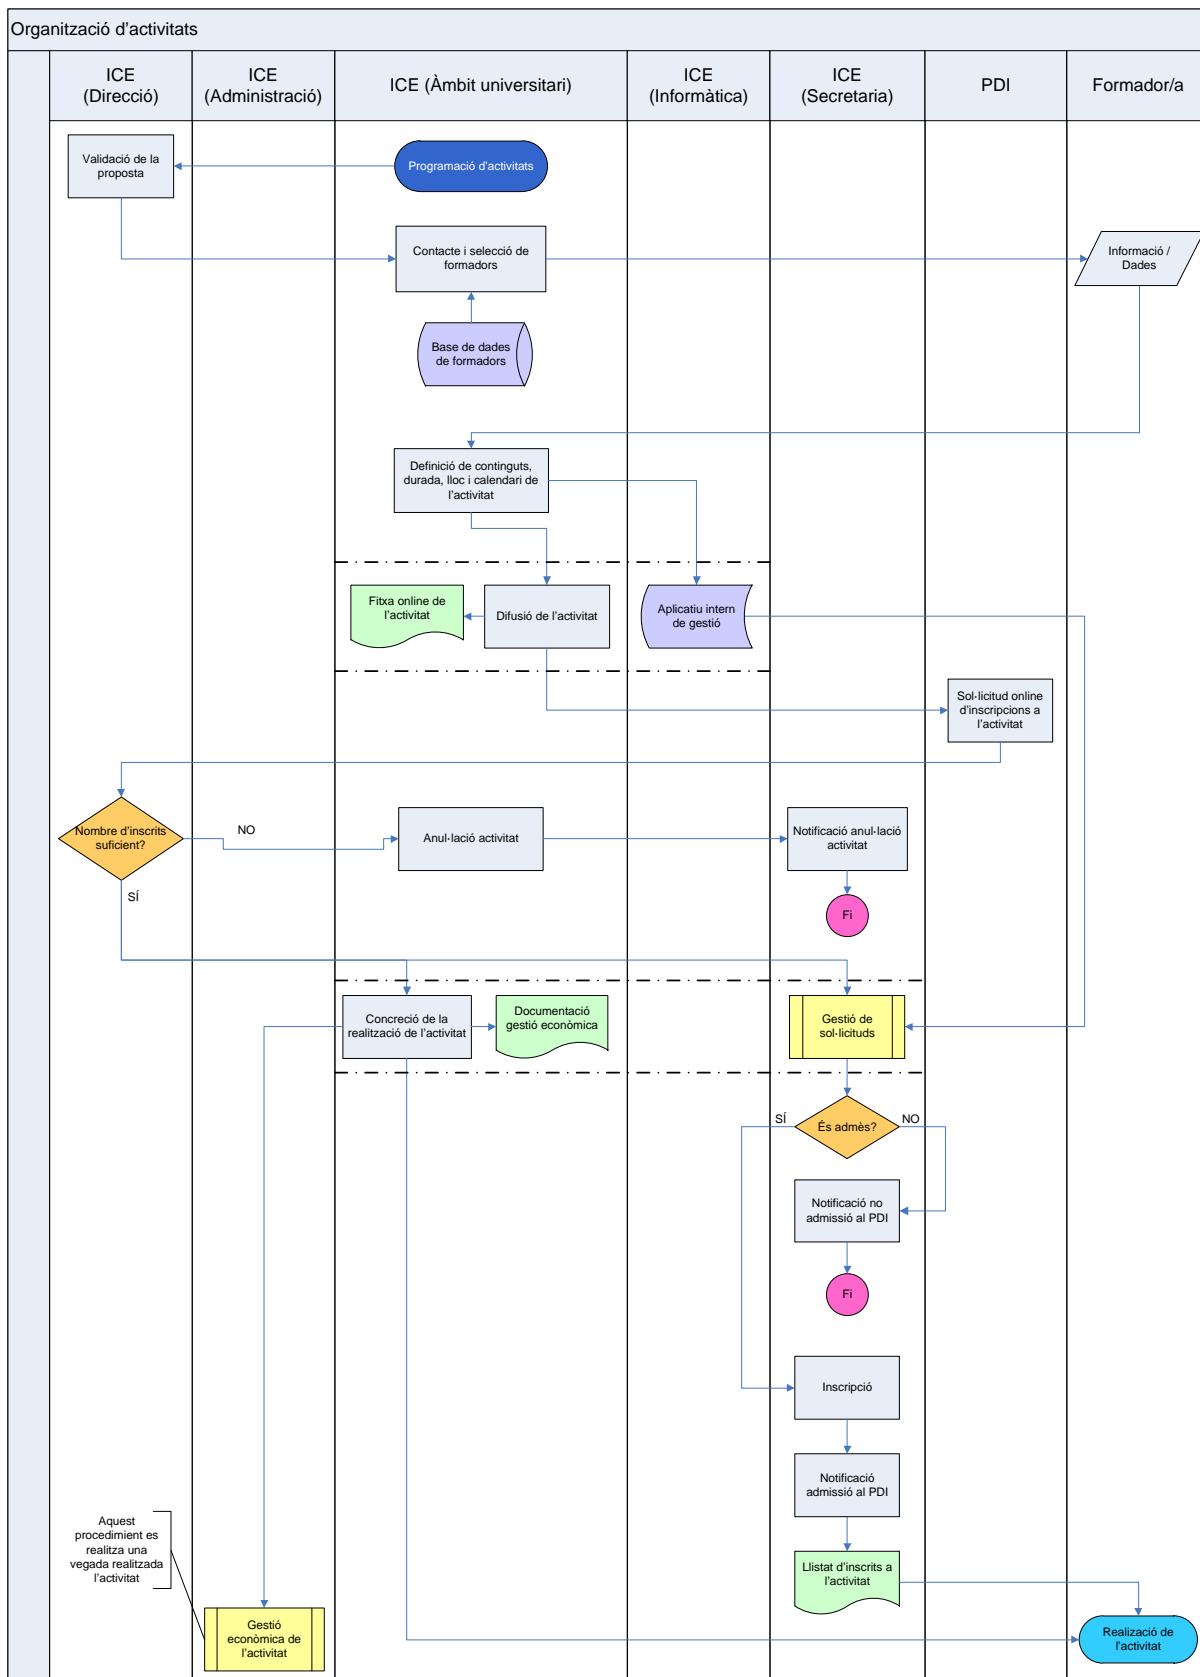 Organització d'activitats
ICE
(Direcció)
ICE
(Administració)
ICE (Àmbit universitari)
ICE
(Informàtica)
ICE
(Secretaria)
PDI
Formador/a
Validació de la
proposta
Programació d'activitats
Contacte i selecció de
formadors
Informació /
Dades
Base de dades
de formadors
Definició de continguts,
durada, lloc i calendari de
l'activitat
Fitxa online de
l'activitat
Difusió de l'activitat
Aplicatiu intern
de gestió
Sol·licitud online
d'inscripcions a
l'activitat
Nombre d'inscrits
suficient?
NO
Anul·lació activitat
Notificació anul·lació
activitat
SÍ
Fi
Concreció de la
realització de l'activitat
Documentació
gestió econòmica
Gestió de
sol·licituds
SÍ
És admès?
NO
Notificació no
admissió al PDI
Fi
Inscripció
Notificació
admissió al PDI
Aquest
procediment es
realitza una
vegada realitzada
l'activitat
Llistat d'inscrits a
l'activitat
Gestió
econòmica de
l'activitat
Realizació de
l'activitat